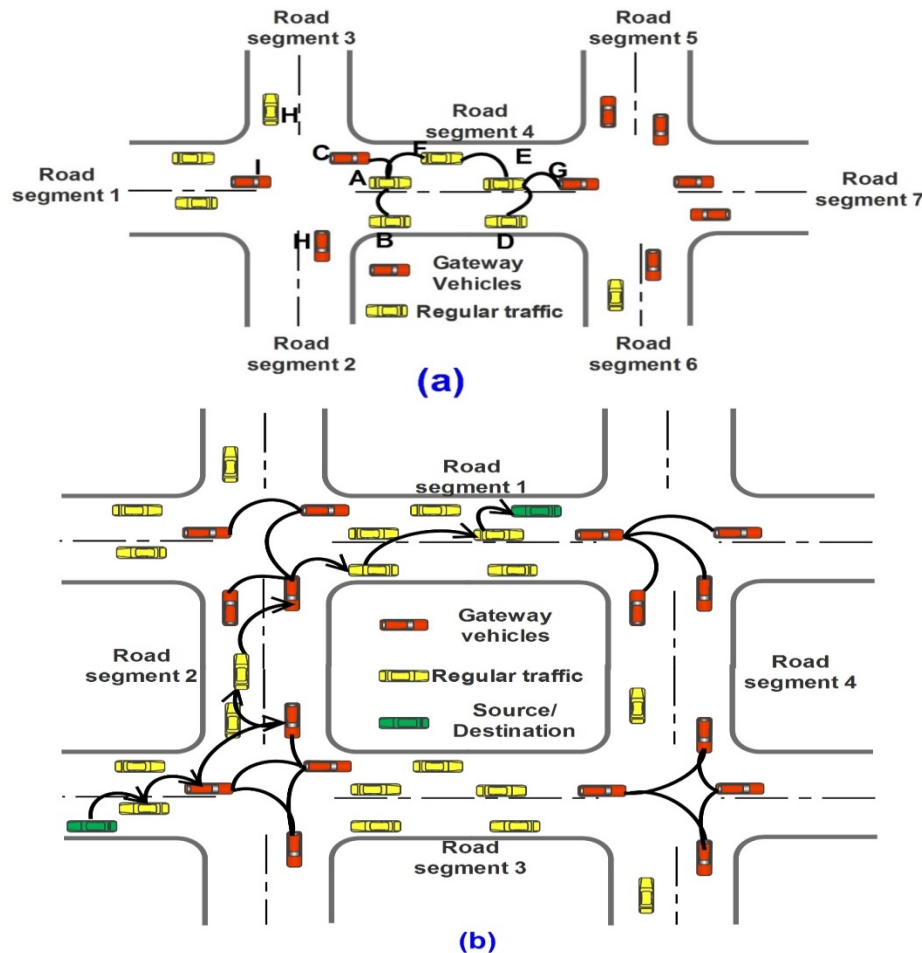 Road
segment 3
Road
segment 5
H
Road
segment 4
Road
segment 1
I
C
F
E
A
G
Road
segment 7
H
B
D
Gateway
Vehicles
Regular traffic
Road
segment 2
Road
segment 6
(a)
Road
segment 1
Gateway
vehicles
Road
segment 2
Regular traffic
Road
segment 4
Source/
Destination
Road
segment 3
(b)